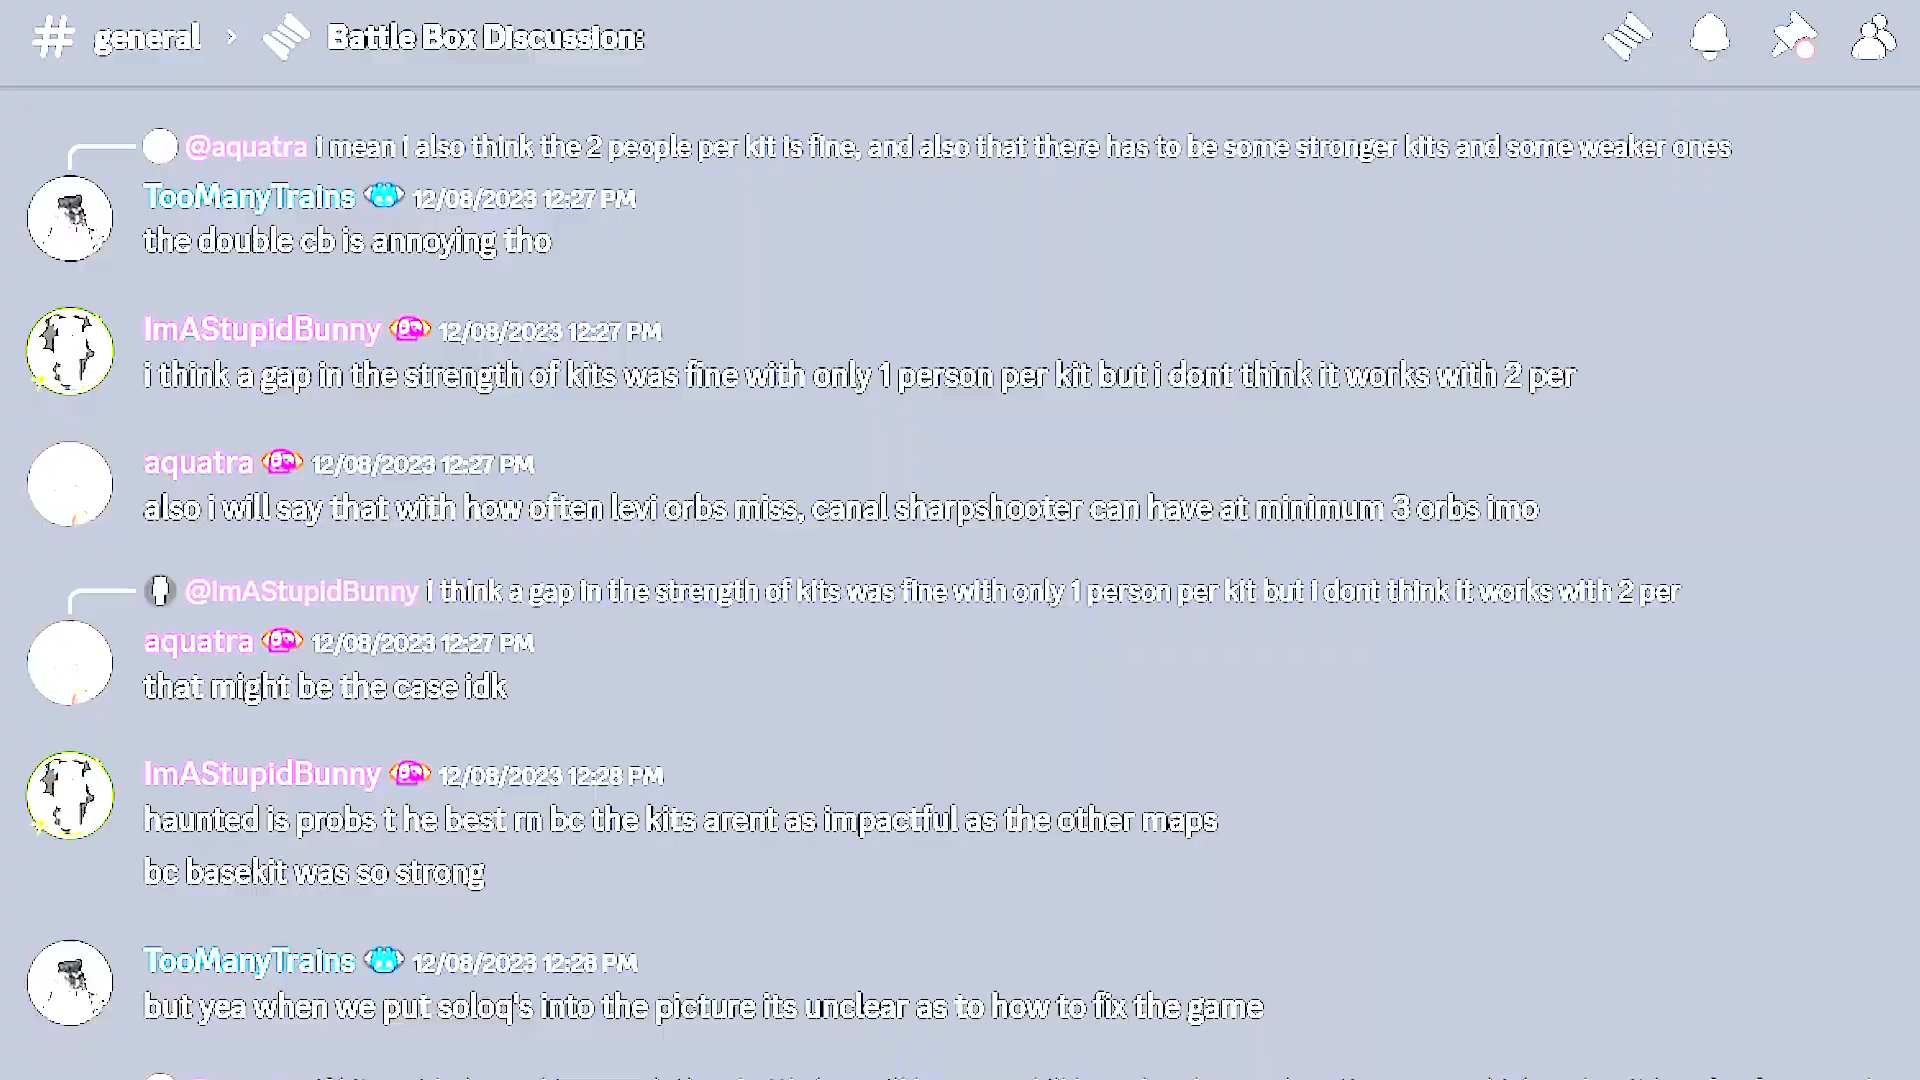 general › Battle Box Discussion:
@aquatra i mean i also think the 2 people per kit is fine, and also that there has to be some stronger kits and some weaker ones
TooManyTrains 12/08/2023 12:27 PM
the double cb is annoying tho
ImAStupidBunny 12/08/2023 12:27 PM
i think a gap in the strength of kits was fine with only 1 person per kit but i dont think it works with 2 per
aquatra 12/08/2023 12:27 PM
also i will say that with how often levi orbs miss, canal sharpshooter can have at minimum 3 orbs imo
@ImAStupidBunny i think a gap in the strength of kits was fine with only 1 person per kit but i dont think it works with 2 per
aquatra 12/08/2023 12:27 PM
that might be the case idk
ImAStupidBunny 12/08/2023 12:28 PM
haunted is probs t he best rn bc the kits arent as impactful as the other maps
bc basekit was so strong
TooManyTrains 12/08/2023 12:28 PM
but yea when we put soloq's into the picture its unclear as to how to fix the game